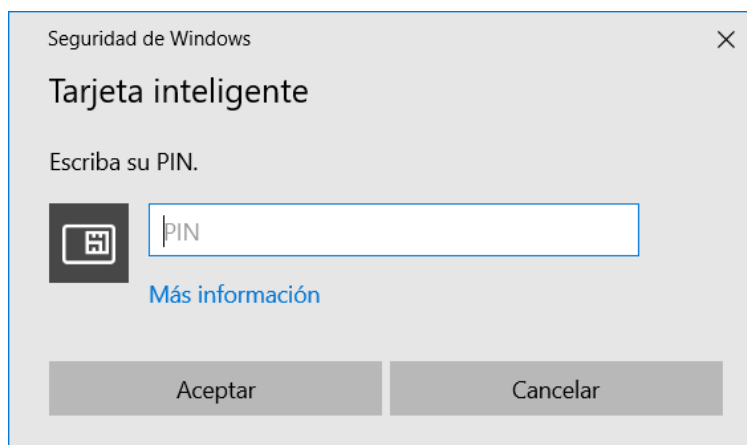 Seguridad de Windows
Tarjeta inteligente
Escriba su PIN.
PIN
Más información
Aceptar
Cancelar